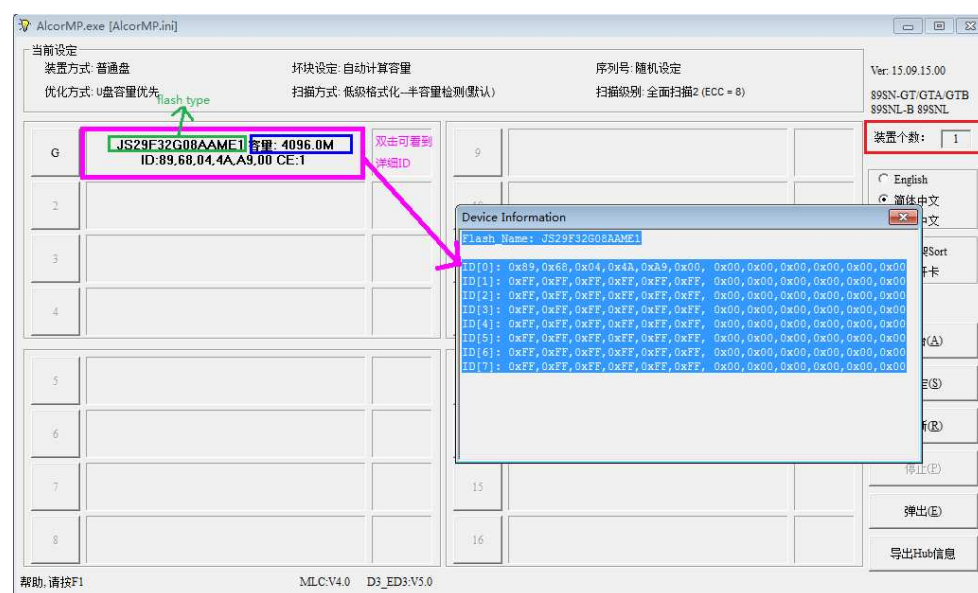 AlcorMP.exe [AlcorMP.ini]
当前设定
装置方式: 普通盘
坏块设定: 自动计算容里
序列号: 随机设定
优化方式: U盘容量优先
扫描方式: 低级格式化--半容量检测(默认)
扫描级别: 全面扫描2 (ECC = 8)
Ver: 15.09.15.00
89SN-GT/GTA/GTB
89SNL-B 89SNL
flash type
装置个数: 1
G
JS29F32G08AAME1 容里: 4096.0M
ID:89,68,04,4A,A9,00 CE:1
双击可看到
详细ID
2
3
4
5
6
7
8
9
15
16
English
简体中文
中文
Sort
开卡
Device Information
Flash_Name: JS29F32G08AAME1
ID[0]: 0x89,0x68,0x04,0x4A,0xA9,0x00, 0x00,0x00,0x00,0x00,0x00,0x00
ID[1]: 0xFF,0xFF,0xFF,0xFF,0xFF,0xFF, 0x00,0x00,0x00,0x00,0x00,0x00
ID[2]: 0xFF,0xFF,0xFF,0xFF,0xFF,0xFF, 0x00,0x00,0x00,0x00,0x00,0x00
ID[3]: 0xFF,0xFF,0xFF,0xFF,0xFF,0xFF, 0x00,0x00,0x00,0x00,0x00,0x00
ID[4]: 0xFF,0xFF,0xFF,0xFF,0xFF,0xFF, 0x00,0x00,0x00,0x00,0x00,0x00
ID[5]: 0xFF,0xFF,0xFF,0xFF,0xFF,0xFF, 0x00,0x00,0x00,0x00,0x00,0x00
ID[6]: 0xFF,0xFF,0xFF,0xFF,0xFF,0xFF, 0x00,0x00,0x00,0x00,0x00,0x00
ID[7]: 0xFF,0xFF,0xFF,0xFF,0xFF,0xFF, 0x00,0x00,0x00,0x00,0x00,0x00
(A)
(S)
(R)
停止(P)
弹出(E)
导出Hub信息
帮助, 请按F1
MLC:V4.0
D3_ED3:V5.0